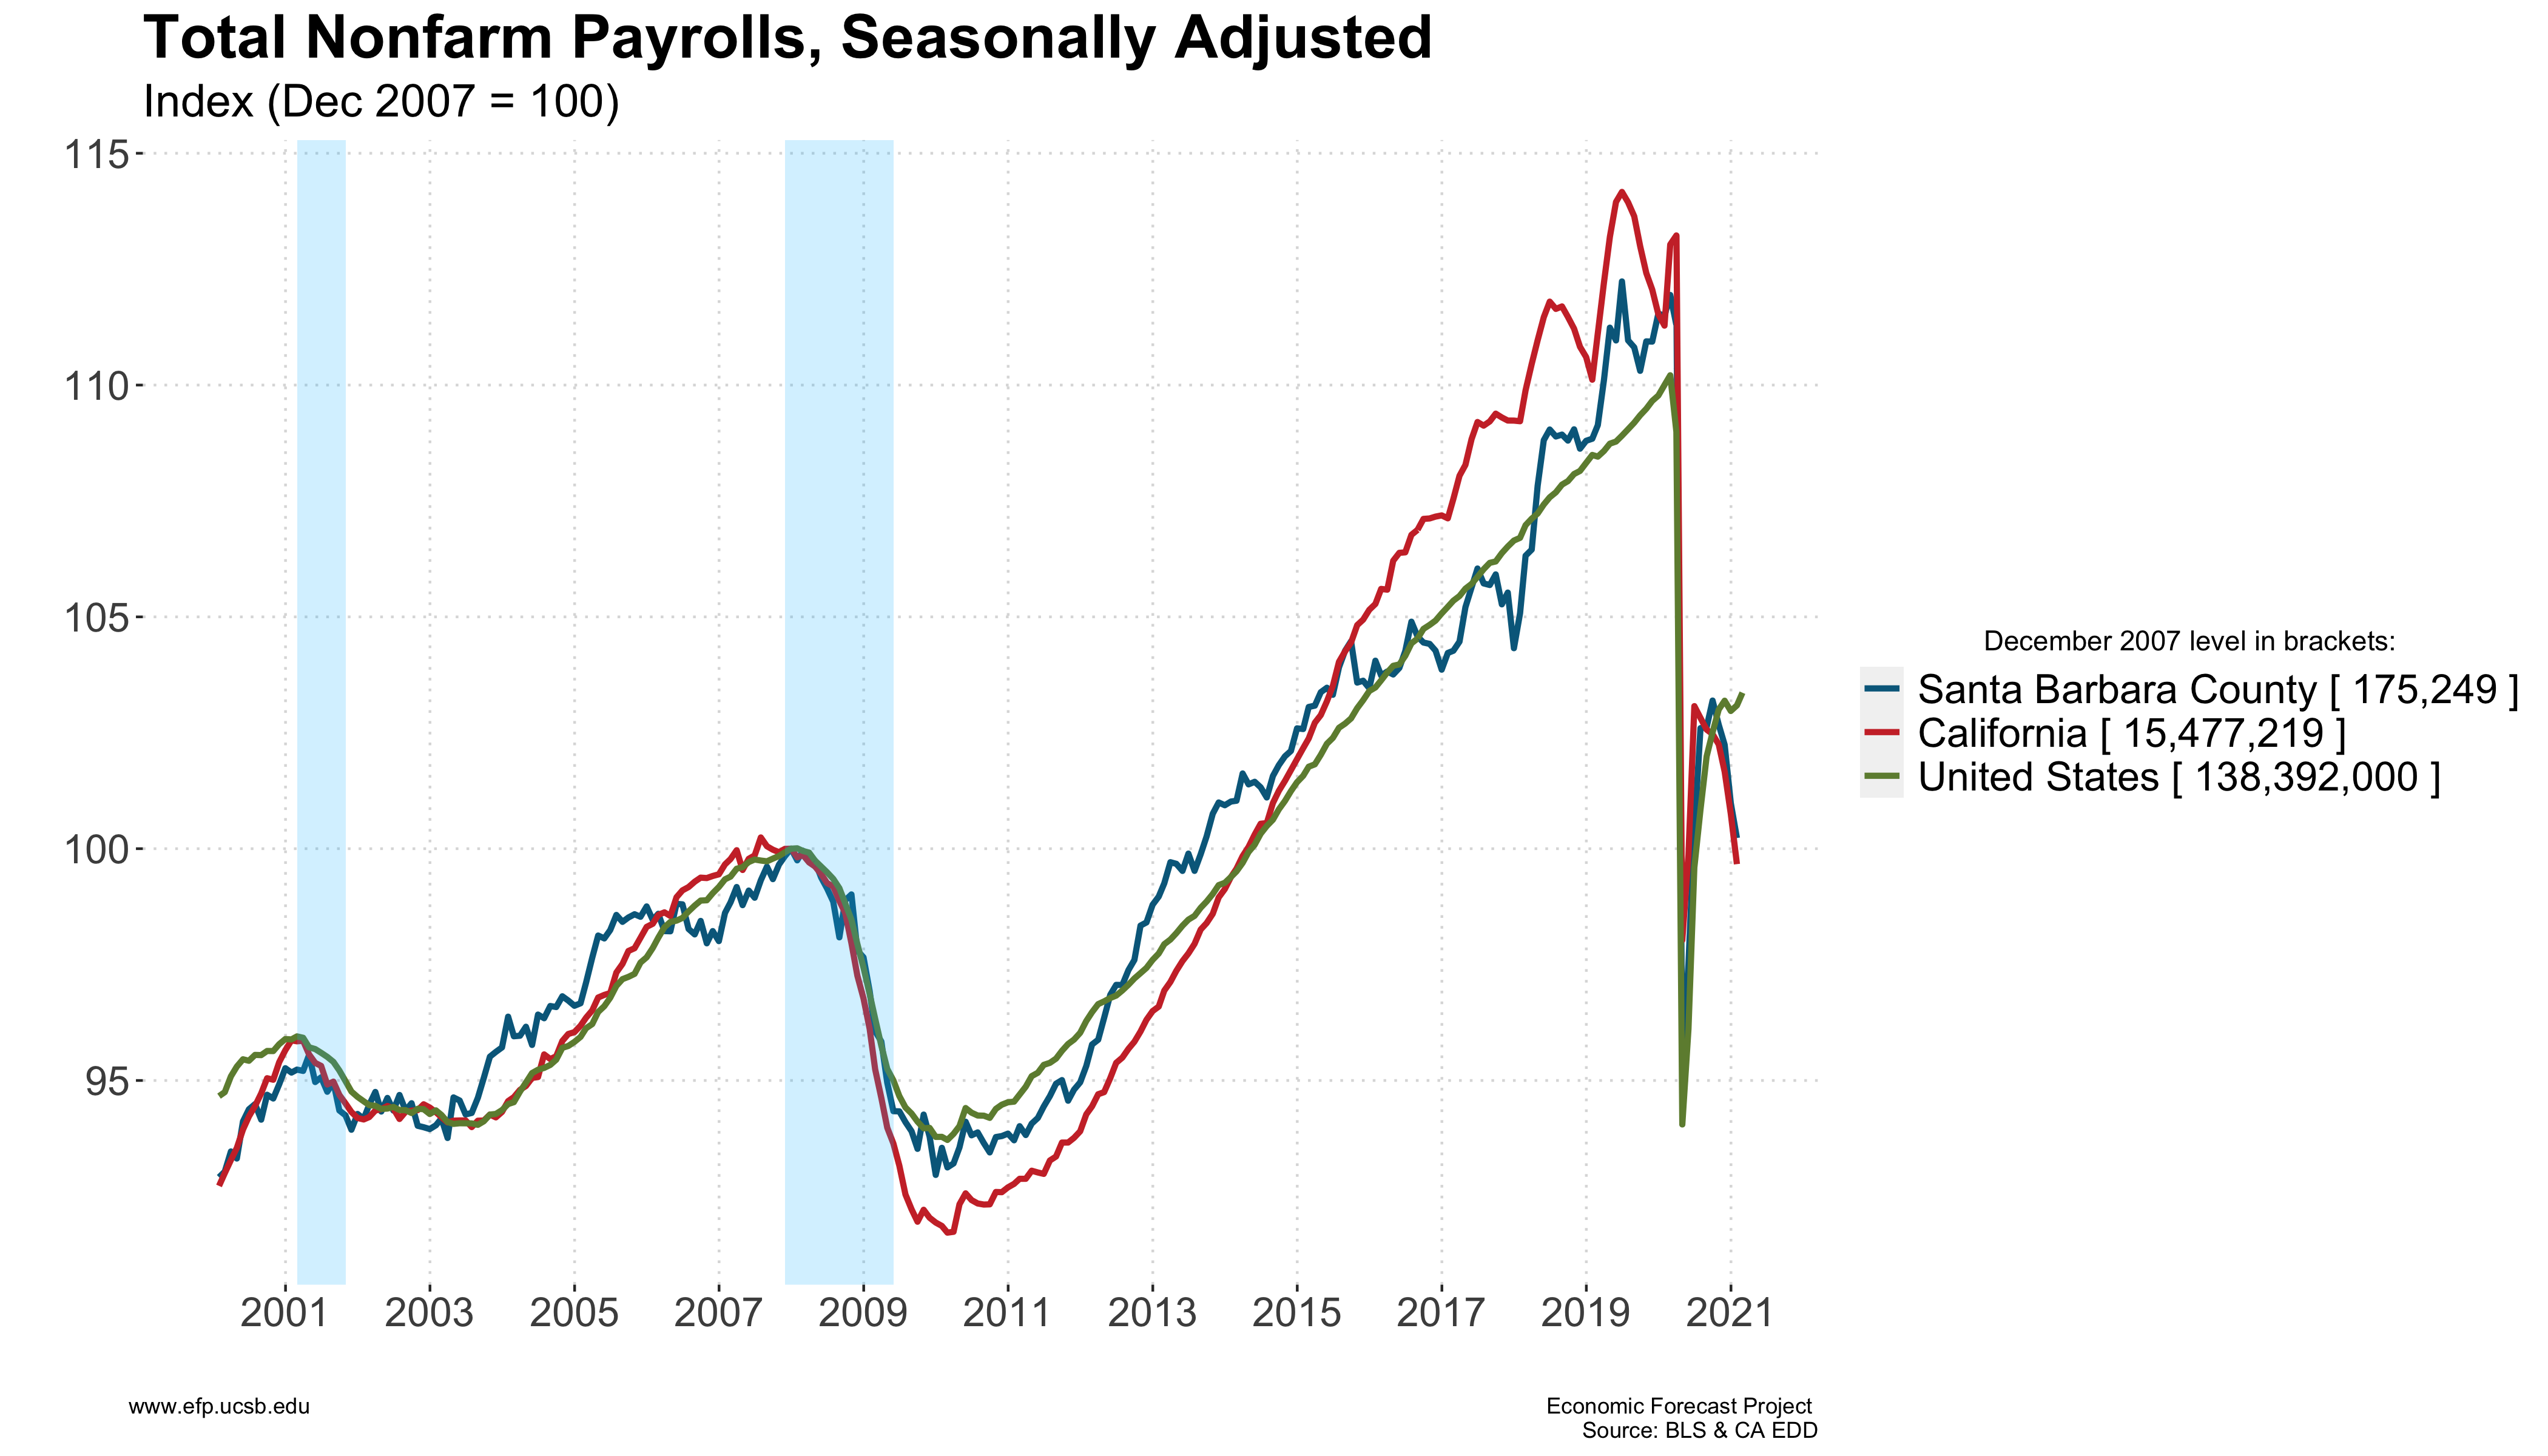 Total Nonfarm Payrolls, Seasonally Adjusted
Index (Dec 2007 = 100)
115
110
105
100
95
2001 2003 2005 2007 2009 2011 2013 2015 2017 2019 2021
December 2007 level in brackets:
Santa Barbara County [ 175,249 ]
California [ 15,477,219 ]
United States [ 138,392,000 ]
www.efp.ucsb.edu
Economic Forecast Project
Source: BLS & CA EDD